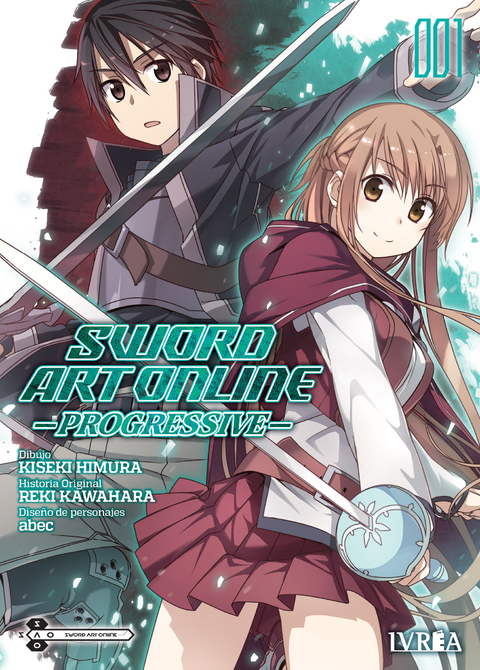 001
SWORD
ART ONLINE
PROGRESSIVE
Dibujo
KISEKI HIMURA
Historia Original
REKI KAWAHARA
Diseño de personajes
abec
S
S A O
O
SWORD ART ONLINE
IVRÉA